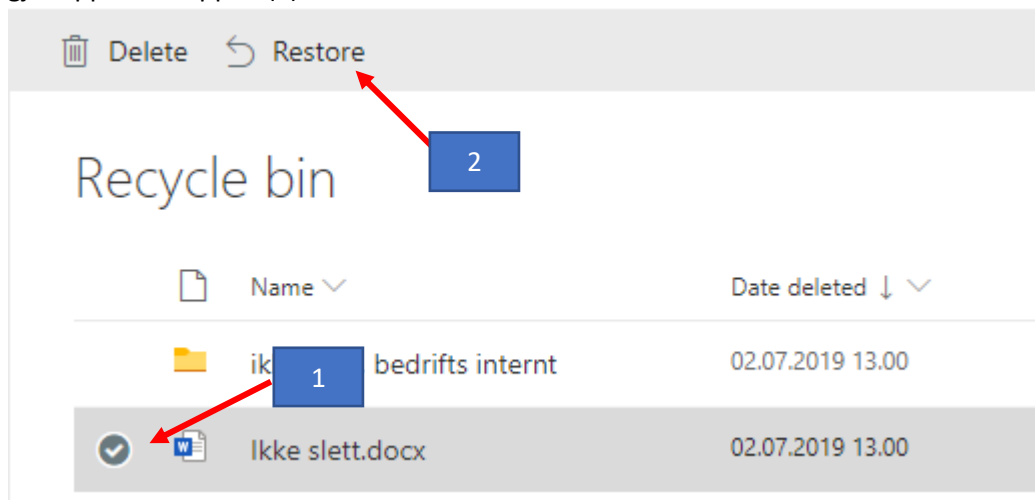 Delete Restore
2
Recycle bin
Name Date deleted
bedrifts internt 02.07.2019 13.00
1
Ikke slett.docx 02.07.2019 13.00